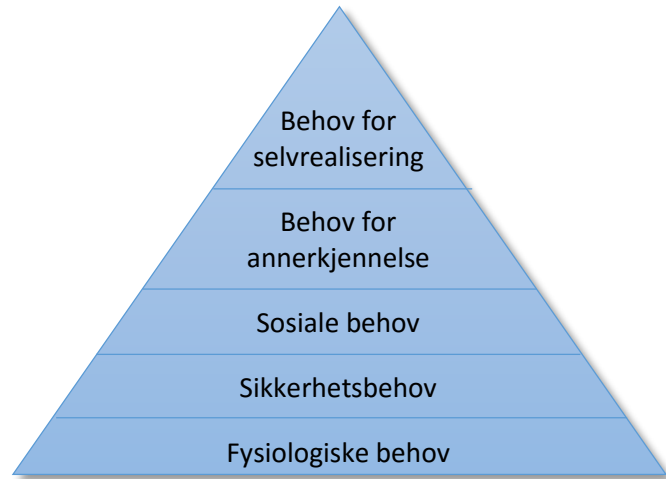 Behov for
selvrealisering
Behov for
annerkjennelse
Sosiale behov
Sikkerhetsbehov
Fysiologiske behov